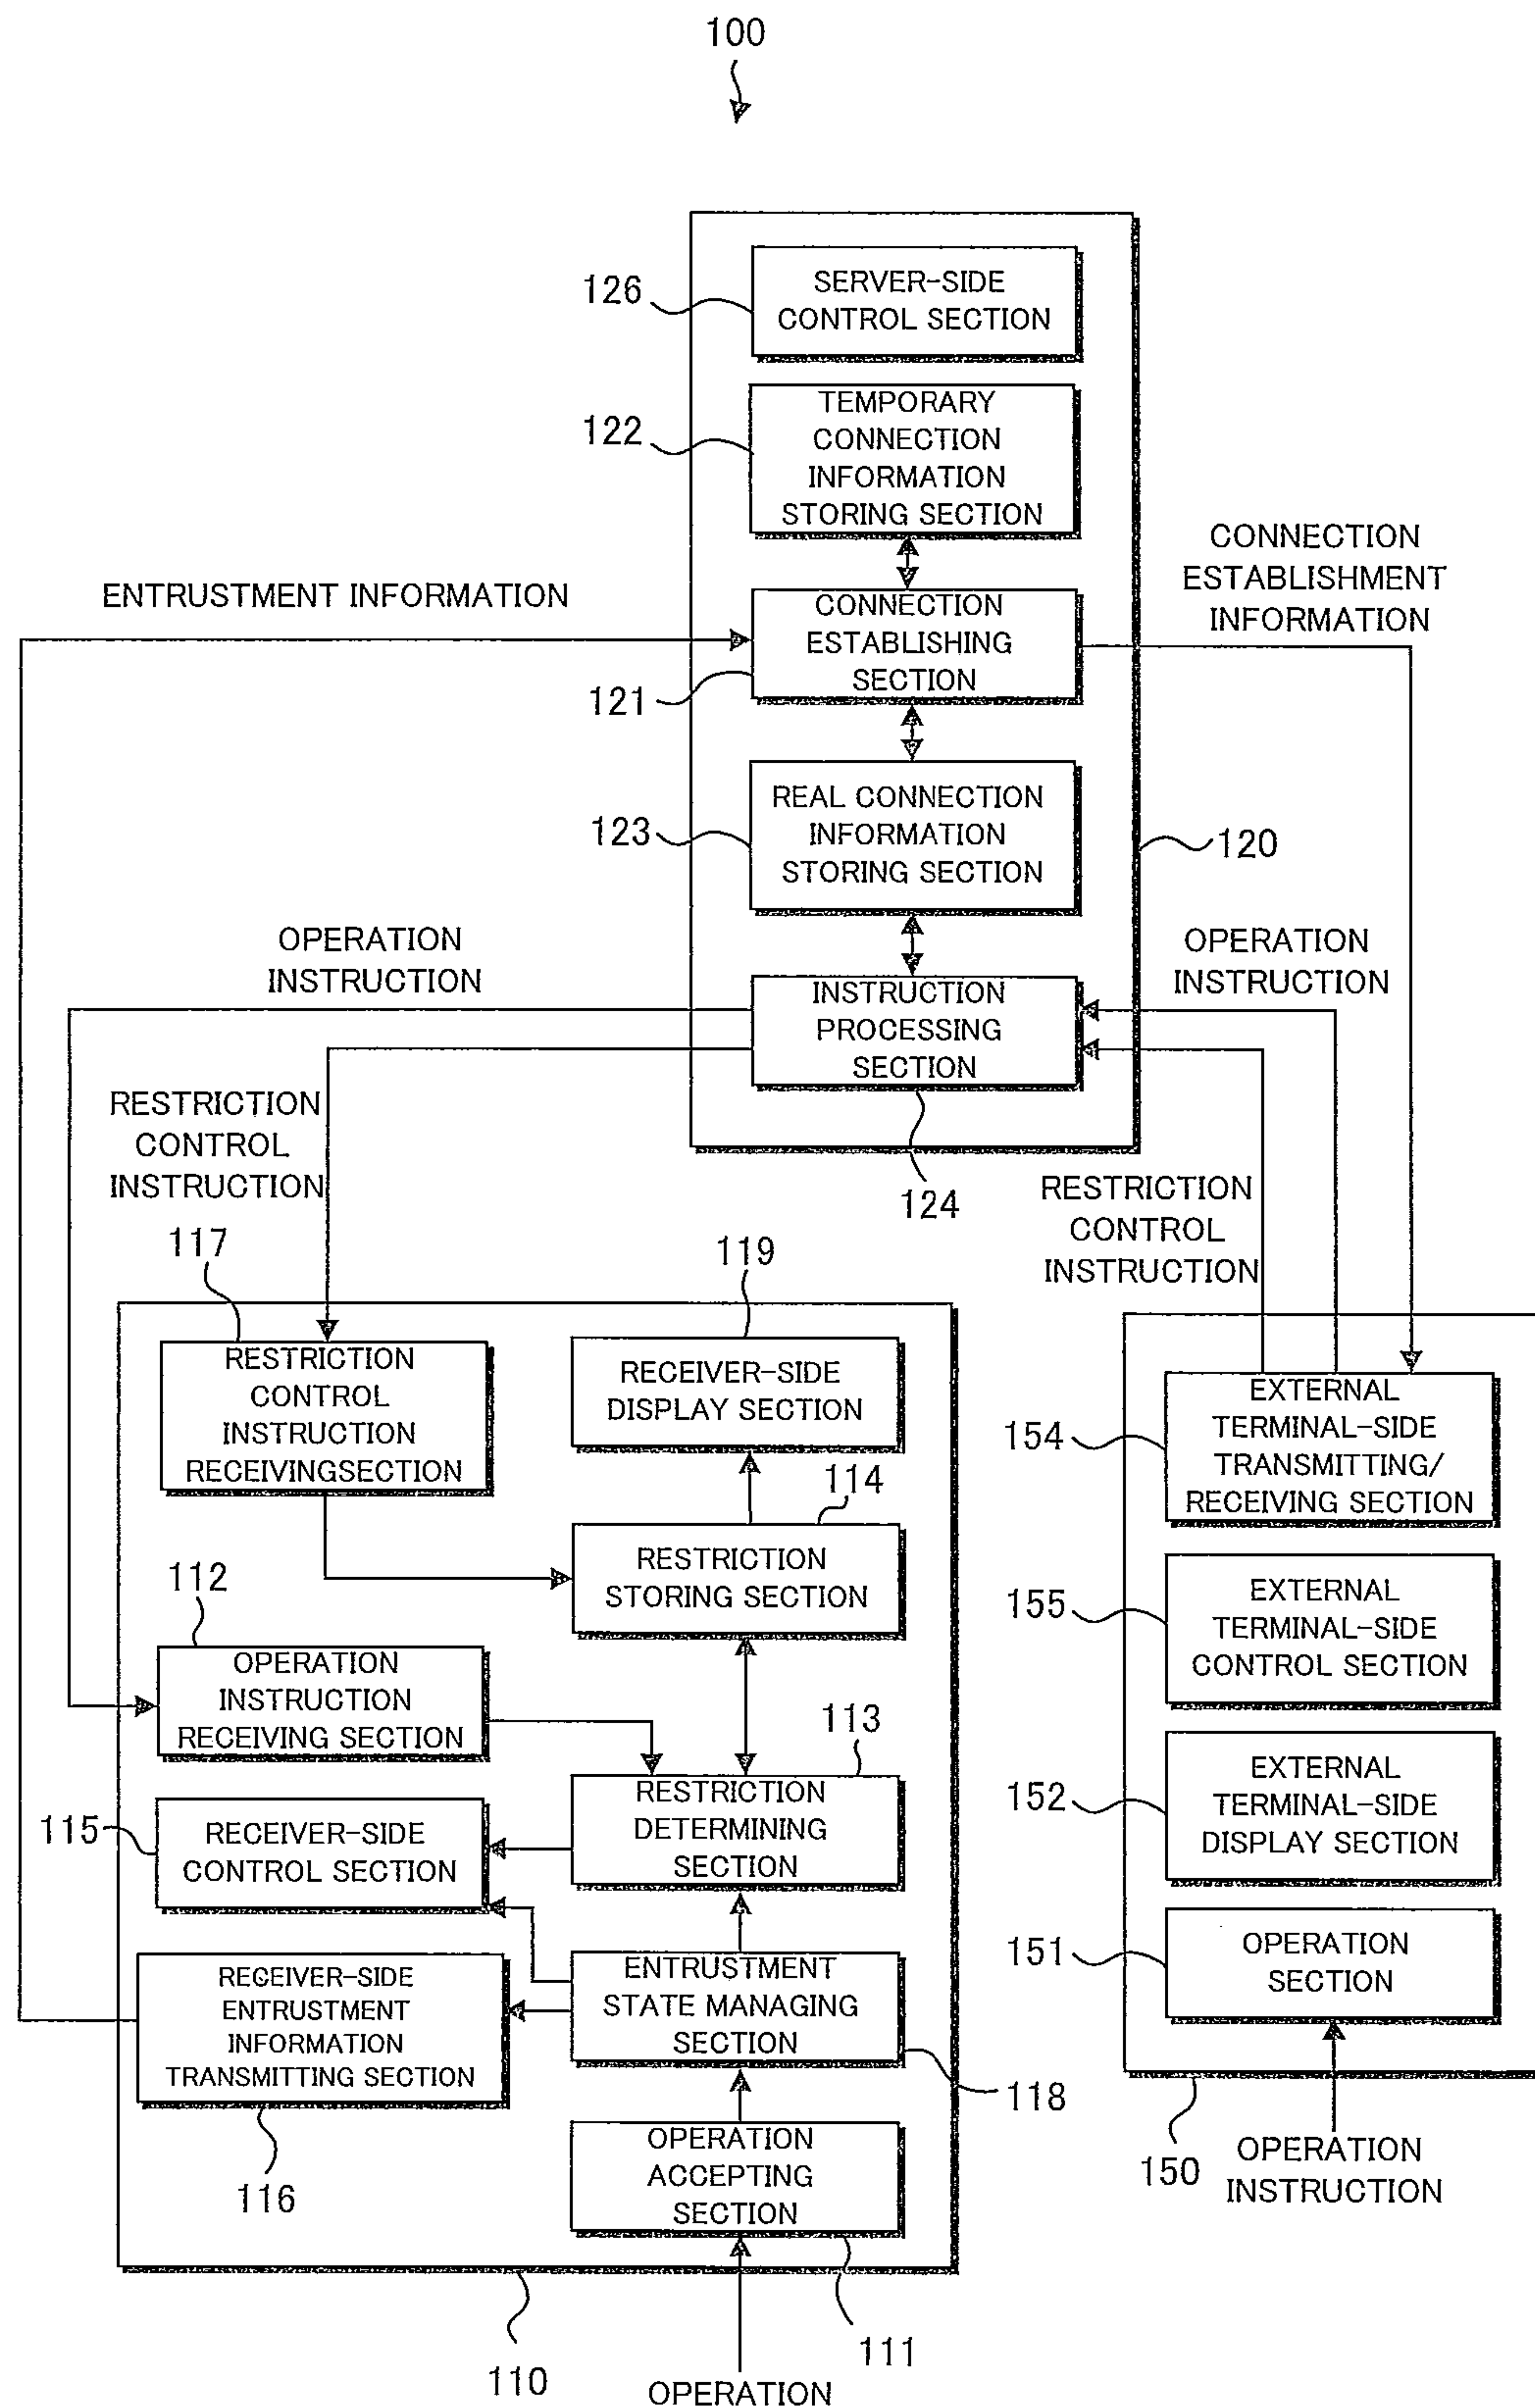 100
126
SERVER-SIDE
CONTROL SECTION
122
TEMPORARY
CONNECTION
INFORMATION
STORING SECTION
ENTRUSTMENT INFORMATION
CONNECTION
ESTABLISHMENT
INFORMATION
CONNECTION
ESTABLISHING
SECTION
121
REAL CONNECTION
INFORMATION
STORING SECTION
123
120
OPERATION
INSTRUCTION
OPERATION
INSTRUCTION
INSTRUCTION
PROCESSING
SECTION
124
RESTRICTION
CONTROL
INSTRUCTION
RESTRICTION
CONTROL
INSTRUCTION
117
119
RESTRICTION
CONTROL
INSTRUCTION
RECEIVINGSECTION
RECEIVER-SIDE
DISPLAY SECTION
114
RESTRICTION
STORING SECTION
112
OPERATION
INSTRUCTION
RECEIVING SECTION
113
RESTRICTION
DETERMINING
SECTION
115
RECEIVER-SIDE
CONTROL SECTION
RECEIVER-SIDE
ENTRUSTMENT
INFORMATION
TRANSMITTING SECTION
116
ENTRUSTMENT
STATE MANAGING
SECTION
118
OPERATION
ACCEPTING
SECTION
111
110
OPERATION
154
EXTERNAL
TERMINAL-SIDE
TRANSMITTING/
RECEIVING SECTION
155
EXTERNAL
TERMINAL-SIDE
CONTROL SECTION
152
EXTERNAL
TERMINAL-SIDE
DISPLAY SECTION
151
OPERATION
SECTION
150
OPERATION
INSTRUCTION